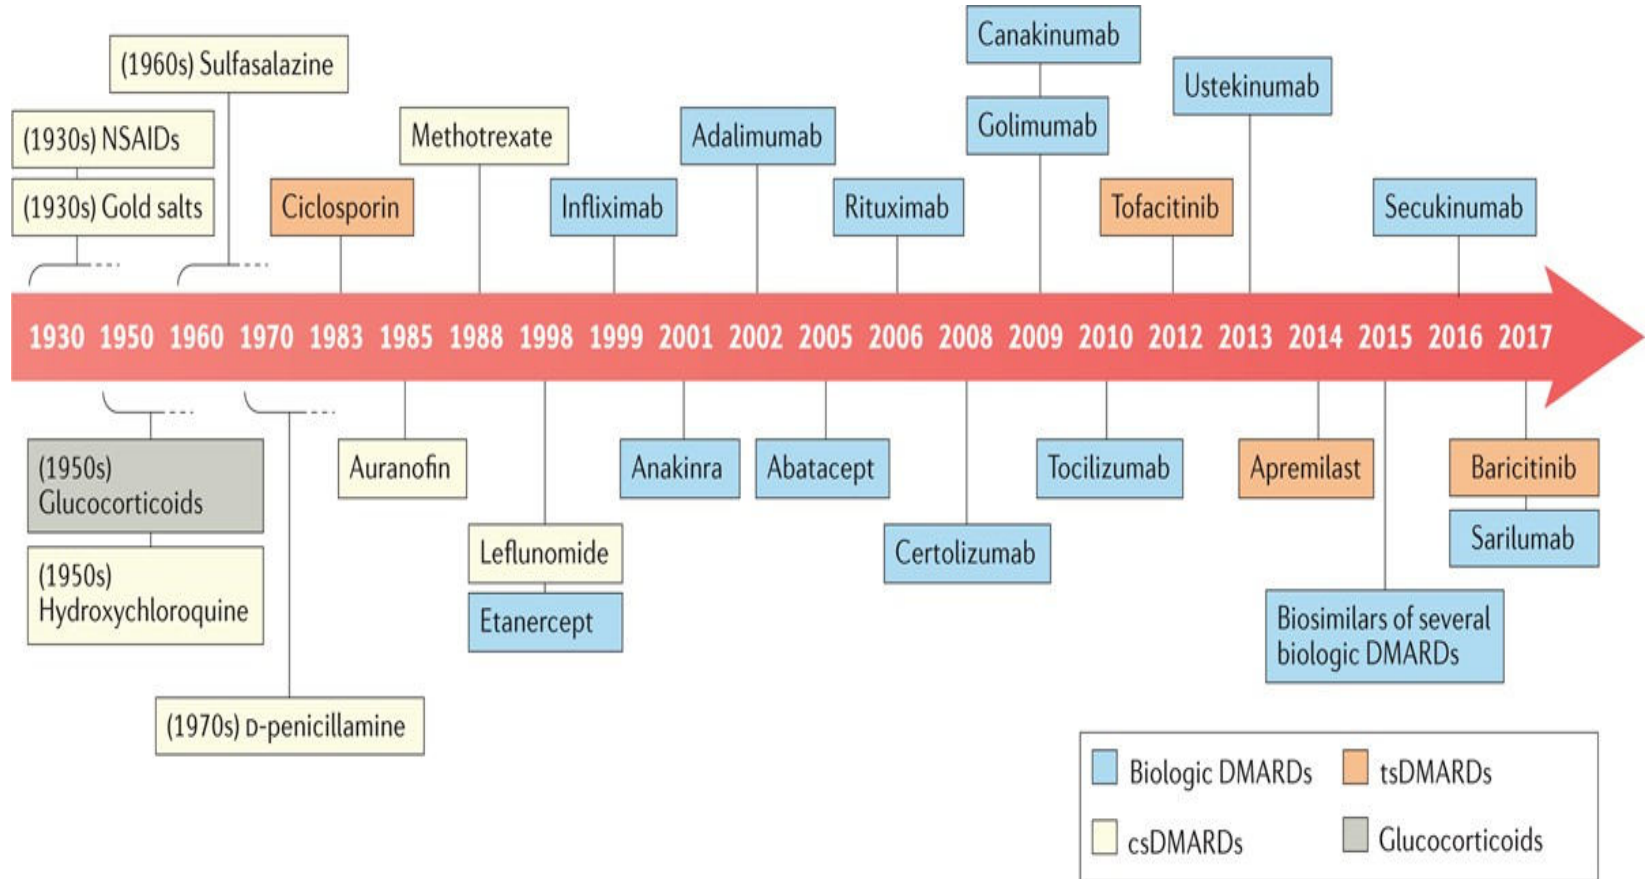 Canakinumab
(1960s) Sulfasalazine
Ustekinumab
(1930s) NSAIDs
Methotrexate
Adalimumab
Golimumab
(1930s) Gold salts
Ciclosporin
Infliximab
Rituximab
Tofacitinib
Secukinumab
1930 1950 1960 1970 1983 1985 1988 1998 1999 2001 2002 2005 2006 2008 2009 2010 2012 2013 2014 2015 2016 2017
(1950s)
Glucocorticoids
Auranofin
Anakinra
Abatacept
Tocilizumab
Apremilast
Baricitinib
(1950s)
Hydroxychloroquine
Leflunomide
Certolizumab
Sarilumab
Etanercept
Biosimilars of several
biologic DMARDs
(1970s) D-penicillamine
Biologic DMARDs
tsDMARDs
csDMARDs
Glucocorticoids